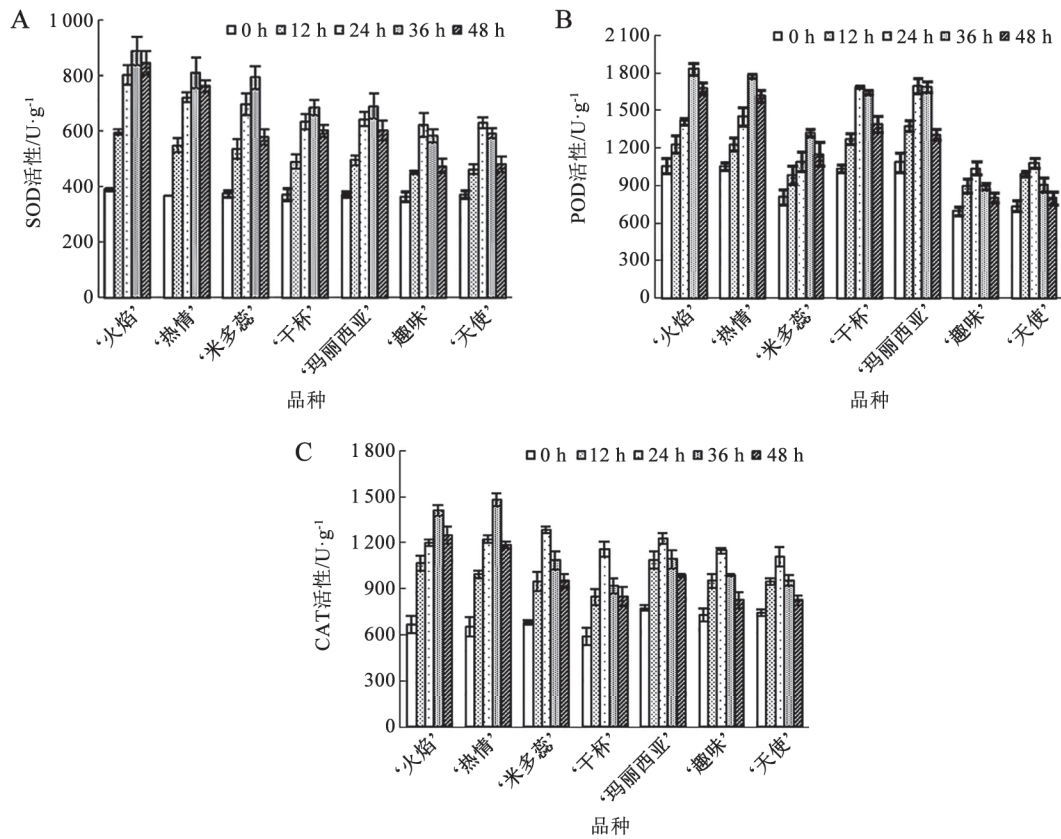 A
1 000
800
600
400
200
0
SOD活性/U·g⁻¹
0 h 12 h 24 h 36 h 48 h
‘火焰’
‘热情’
‘米多蕊’
‘干杯’
‘玛丽西亚’
‘趣味’
‘天使’
品种
B
2 100
1 800
1 500
1 200
900
600
300
0
POD活性/U·g⁻¹
0 h 12 h 24 h 36 h 48 h
‘火焰’
‘热情’
‘米多蕊’
‘干杯’
‘玛丽西亚’
‘趣味’
‘天使’
品种
C
1 800
1 500
1 200
900
600
300
0
CAT活性/U·g⁻¹
0 h 12 h 24 h 36 h 48 h
‘火焰’
‘热情’
‘米多蕊’
‘干杯’
‘玛丽西亚’
‘趣味’
‘天使’
品种